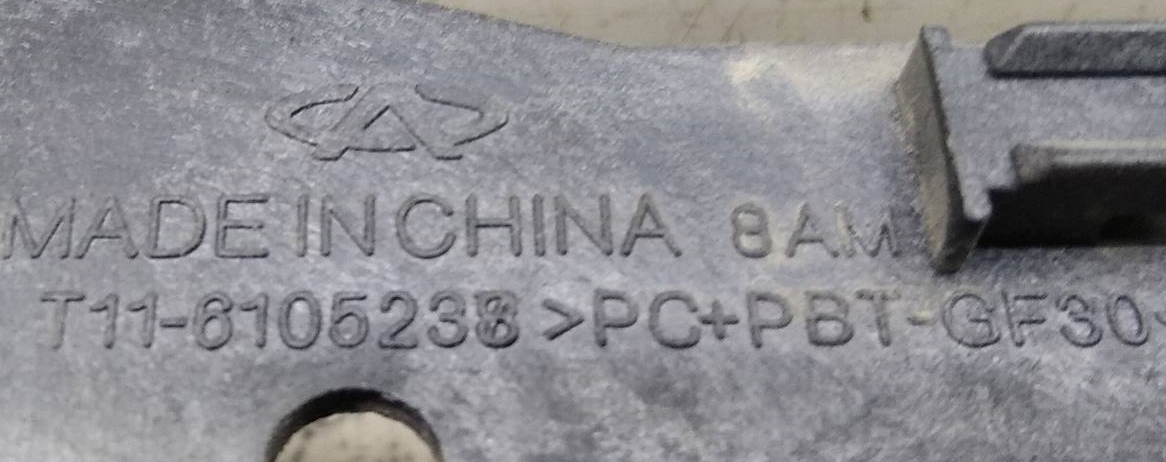 MADE IN CHINA 8AM
T11-6105238 >PC+PBT-GF30